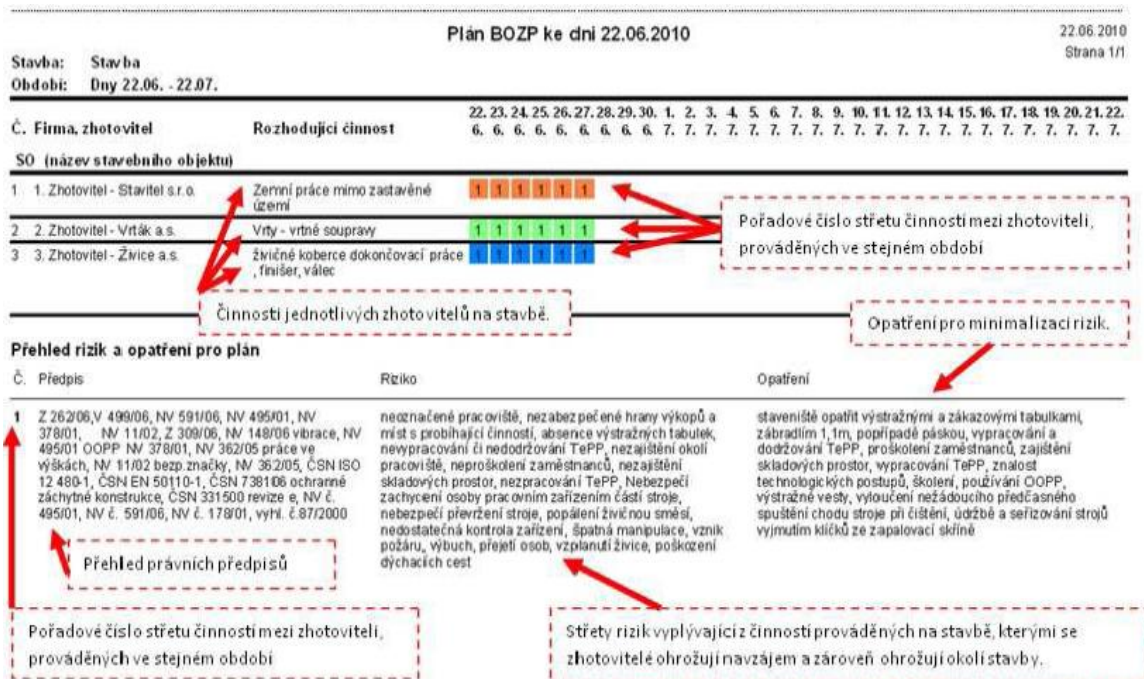 Plán BOZP ke dni 22.06.2010
22.06.2010
Strana 1/1
Stavba: Stavba
Období: Dny 22.06. - 22.07.
22. 23. 24. 25. 26. 27. 28. 29. 30. 1. 2. 3. 4. 5. 6. 7. 8. 9. 10. 11. 12. 13. 14. 15. 16. 17. 18. 19. 20. 21. 22.
Č. Firma, zhotovitel Rozhodující činnost 6. 6. 6. 6. 6. 6. 6. 6. 6. 7. 7. 7. 7. 7. 7. 7. 7. 7. 7. 7. 7. 7. 7. 7. 7. 7. 7. 7. 7. 7. 7.
SO (název stavebního objektu)
1 1. Zhotovitel - Stavitel s.r.o. Zemní práce mimo zastavěné 1 1 1 1 1 1
území
2 2. Zhotovitel - Vrták a.s. Vrty - vrtné soupravy 1 1 1 1 1 1
3 3. Zhotovitel - Živice a.s. živičné koberce dokončovací práce 1 1 1 1 1 1
, finišer, válec
Pořadové číslo střetu činností mezi zhotoviteli,
prováděných ve stejném období
Činnosti jednotlivých zhotovitelů na stavbě.
Opatření pro minimalizaci rizik.
Přehled rizik a opatření pro plán
Č. Předpis Riziko Opatření
1 Z 262/06,V 499/06, NV 591/06, NV 495/01, NV
378/01, NV 11/02, Z 309/06, NV 148/06 vibrace, NV
495/01 OOPP NV 378/01, NV 362/05 práce ve
výškách, NV 11/02 bezp.značky, NV 362/05, ČSN ISO
12 480-1, ČSN EN 50110-1, ČSN 738106 ochranné
záchytné konstrukce, ČSN 331500 revize e, NV č.
495/01, NV č. 591/06, NV č. 178/01, vyhl. č.87/2000
neoznačené pracoviště, nezabezpečené hrany výkopů a
míst s probíhající činností, absence výstražných tabulek,
nevypracování či nedodržování TePP, nezajištění okolí
pracoviště, neproškolení zaměstnanců, nezajištění
skladových prostor, nezpracování TePP, Nebezpečí
zachycení osoby pracovním zařízením částí stroje,
nebezpečí převržení stroje, popálení živičnou směsí,
nedostatečná kontrola zařízení, špatná manipulace, vznik
požáru,, výbuch, přejetí osob, vzplanutí živice, poškození
dýchacích cest
staveniště opatřit výstražnými a zákazovými tabulkami,
zábradlím 1,1m, popřípadě páskou, vypracování a
dodržování TePP, proškolení zaměstnanců, zajištění
skladových prostor, vypracování TePP, znalost
technologických postupů, školení, používání OOPP,
výstražné vesty, vyloučení nežádoucího předčasného
spuštění chodu stroje při čištění, údržbě a seřizování strojů
vyjmutím klíčků ze zapalovací skříně
Přehled právních předpisů
Pořadové číslo střetu činností mezi zhotoviteli,
prováděných ve stejném období
Střety rizik vyplývající z činností prováděných na stavbě, kterými se
zhotovitelé ohrožují navzájem a zároveň ohrožují okolí stavby.